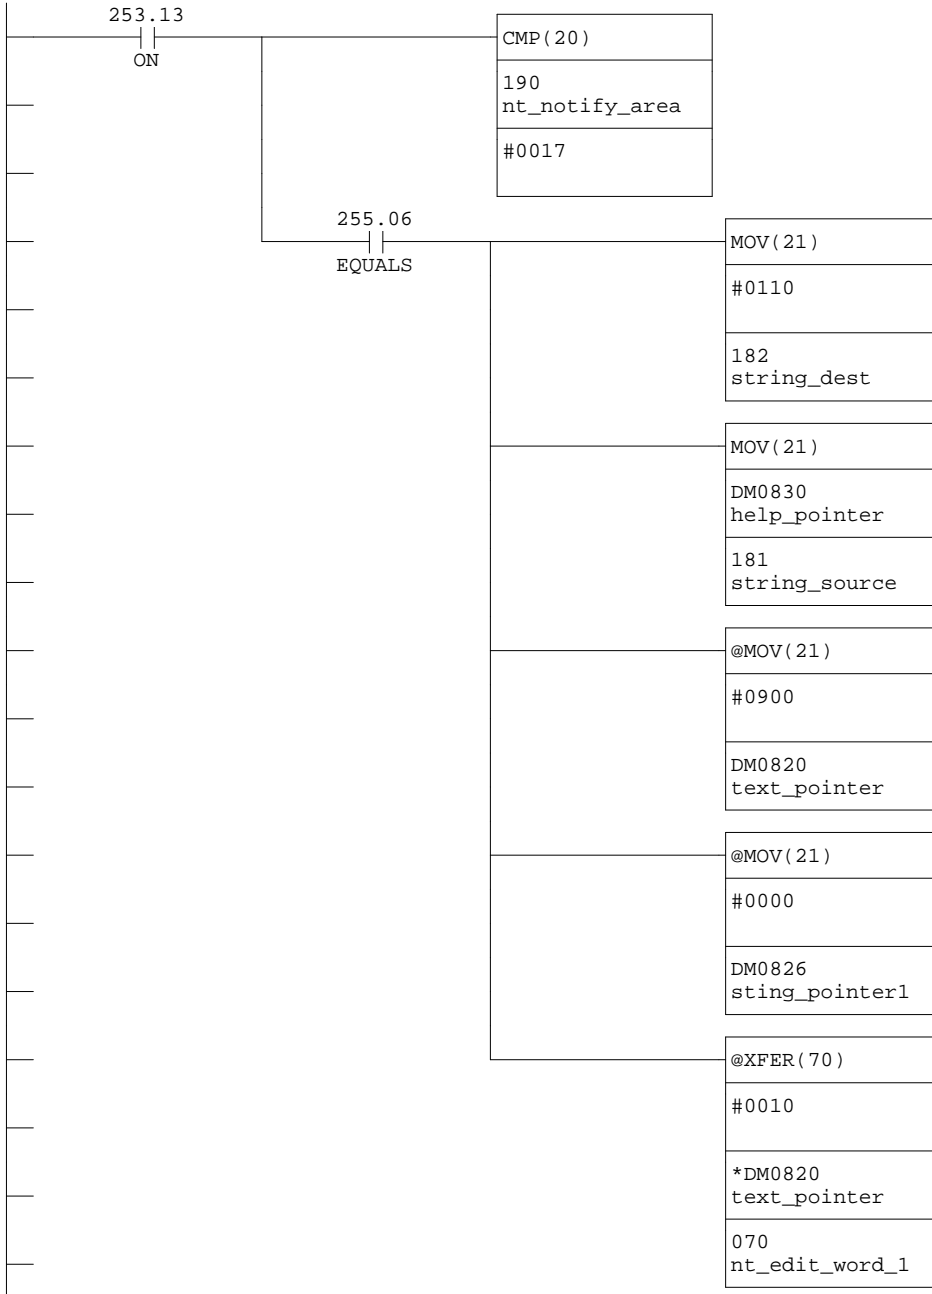 253.13
ON
CMP(20)
190
nt_notify_area
#0017
255.06
EQUALS
MOV(21)
#0110
182
string_dest
MOV(21)
DM0830
help_pointer
181
string_source
@MOV(21)
#0900
DM0820
text_pointer
@MOV(21)
#0000
DM0826
sting_pointer1
@XFER(70)
#0010
*DM0820
text_pointer
070
nt_edit_word_1